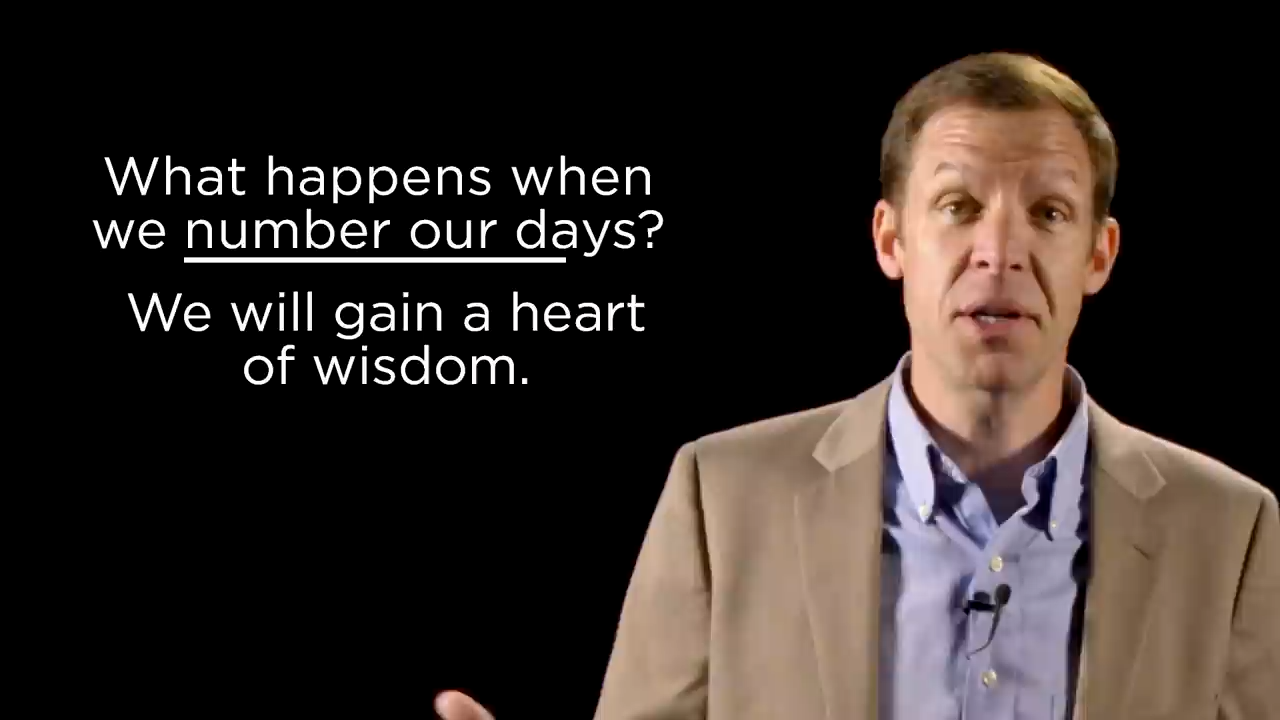 What happens when
we number our days?
We will gain a heart
of wisdom.